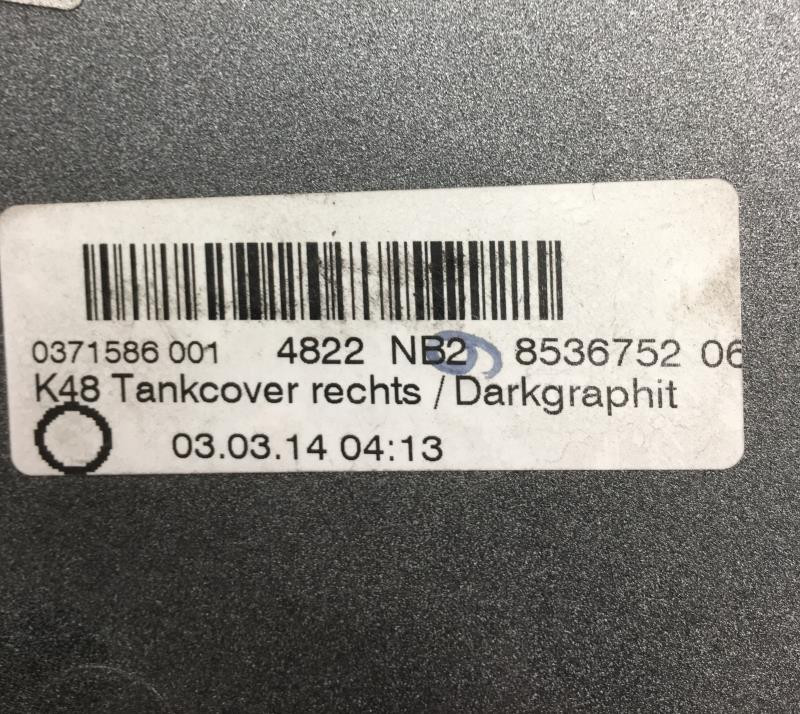 0371586 001 4822 NB2 8536752 06
K48 Tankcover rechts / Darkgraphit
03.03.14 04:13